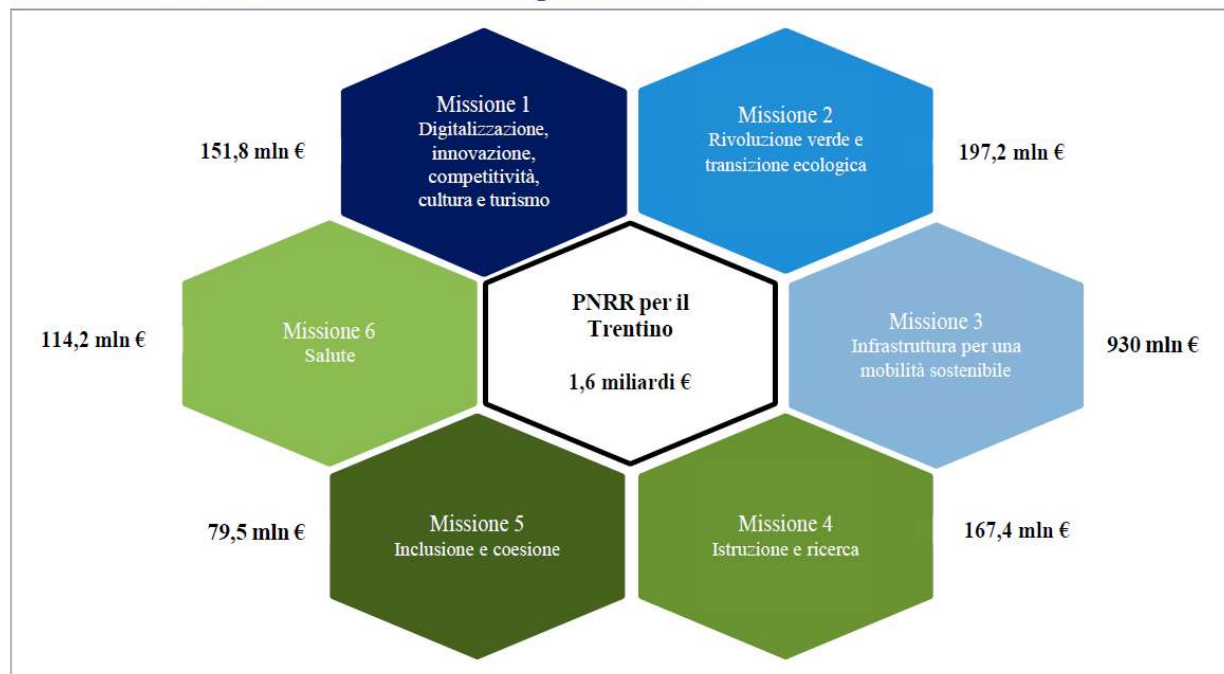 Missione 1
Digitalizzazione,
innovazione,
competitività,
cultura e turismo
151,8 mln €
Missione 2
Rivoluzione verde e
transizione ecologica
197,2 mln €
Missione 6
Salute
114,2 mln €
PNRR per il
Trentino
1,6 miliardi €
Missione 3
Infrastruttura per una
mobilità sostenibile
930 mln €
Missione 5
Inclusione e coesione
79,5 mln €
Missione 4
Istruzione e ricerca
167,4 mln €